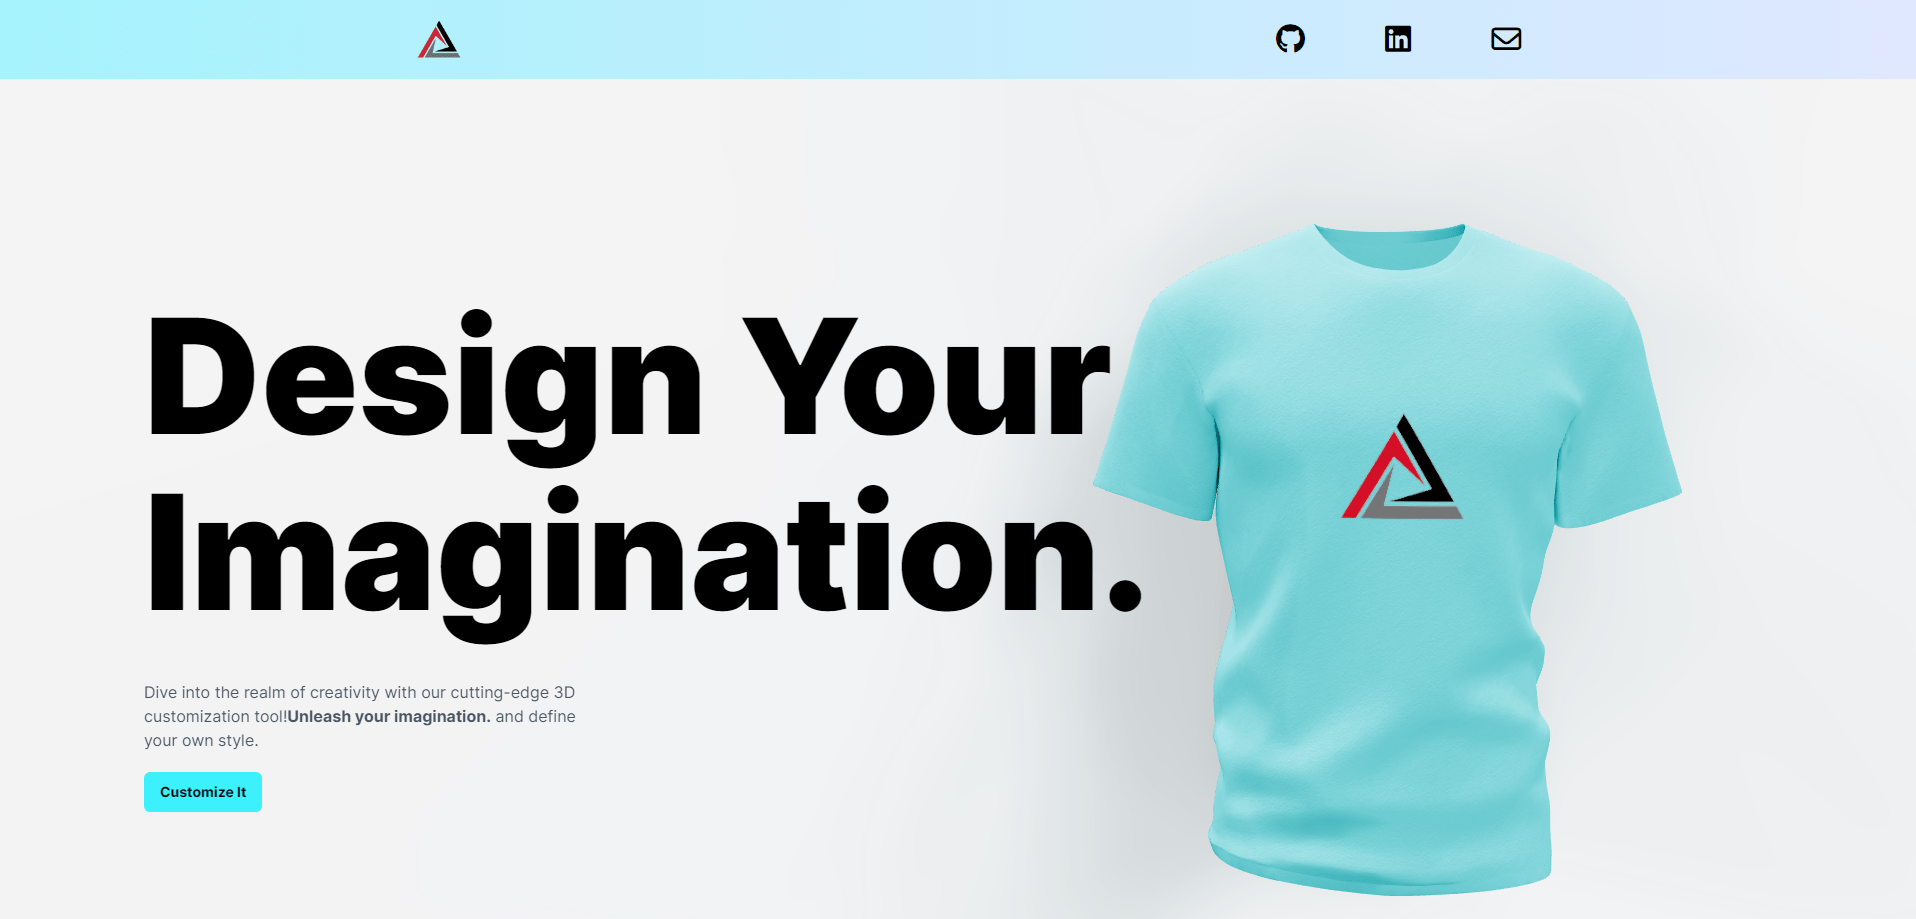 Design Your
Imagination.
Dive into the realm of creativity with our cutting-edge 3D
customization tool!Unleash your imagination. and define
your own style.
Customize It